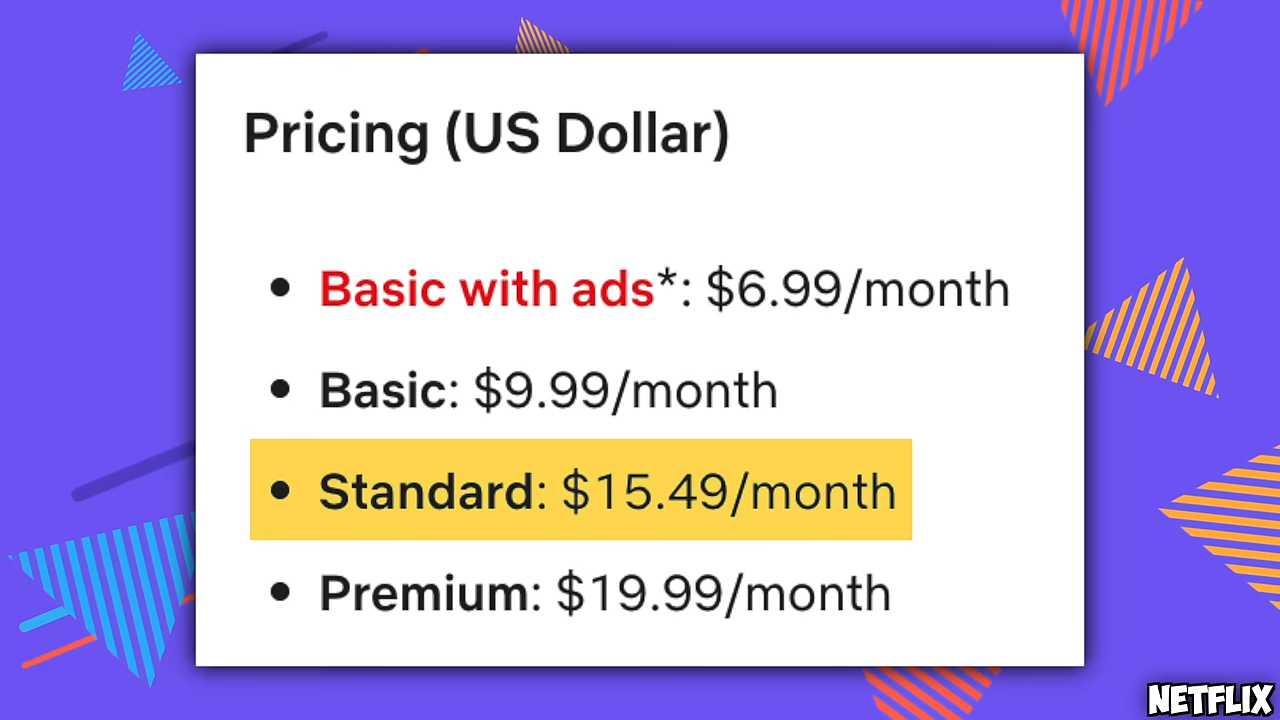 Pricing (US Dollar)
• Basic with ads*: $6.99/month
• Basic: $9.99/month
• Standard: $15.49/month
• Premium: $19.99/month
NETFLIX